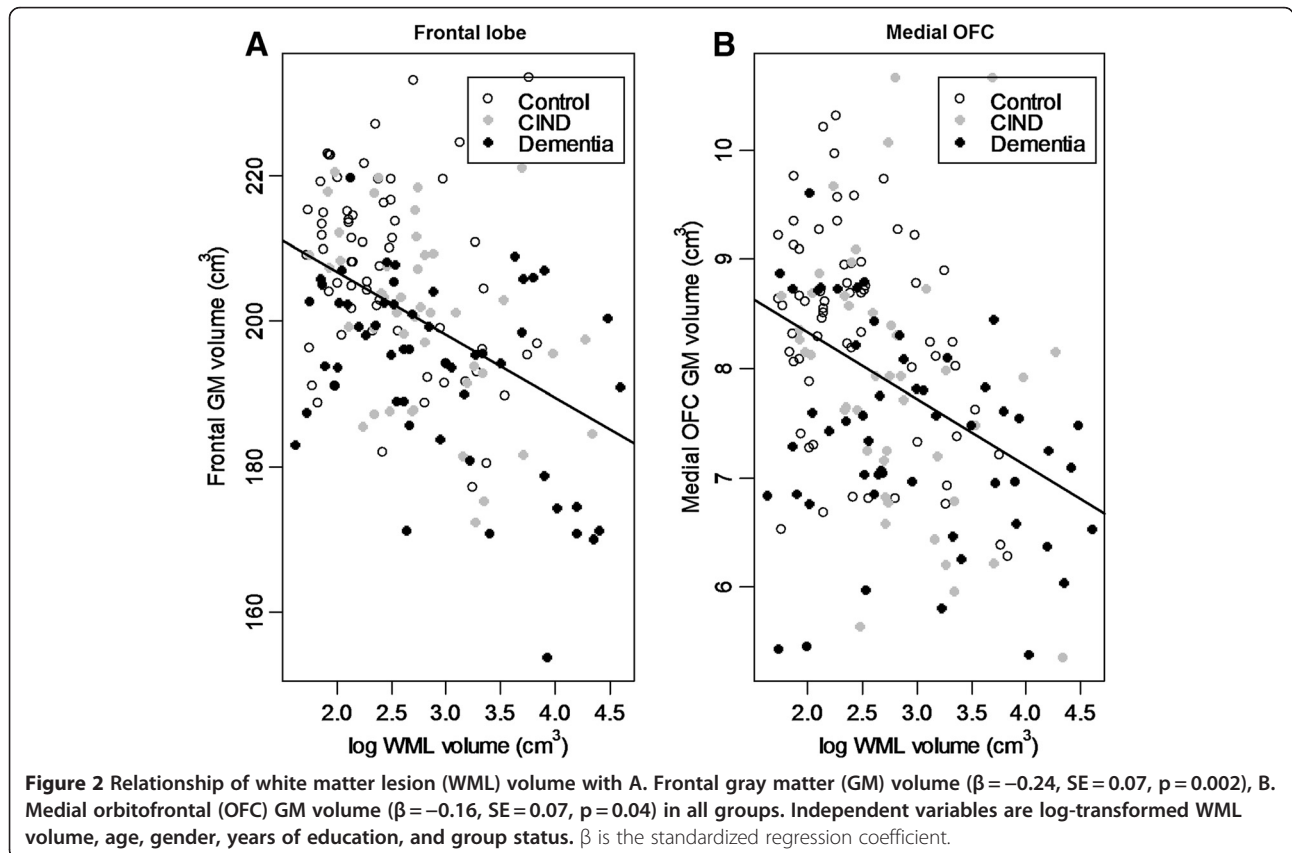 A
Frontal lobe
Control
CIND
Dementia
Frontal GM volume (cm³)
220
200
180
160
2.0 2.5 3.0 3.5 4.0 4.5
log WML volume (cm³)
B
Medial OFC
Control
CIND
Dementia
Medial OFC GM volume (cm³)
10
9
8
7
6
2.0 2.5 3.0 3.5 4.0 4.5
log WML volume (cm³)
Figure 2 Relationship of white matter lesion (WML) volume with A. Frontal gray matter (GM) volume (β = −0.24, SE = 0.07, p = 0.002), B.
Medial orbitofrontal (OFC) GM volume (β = −0.16, SE = 0.07, p = 0.04) in all groups. Independent variables are log-transformed WML
volume, age, gender, years of education, and group status. β is the standardized regression coefficient.